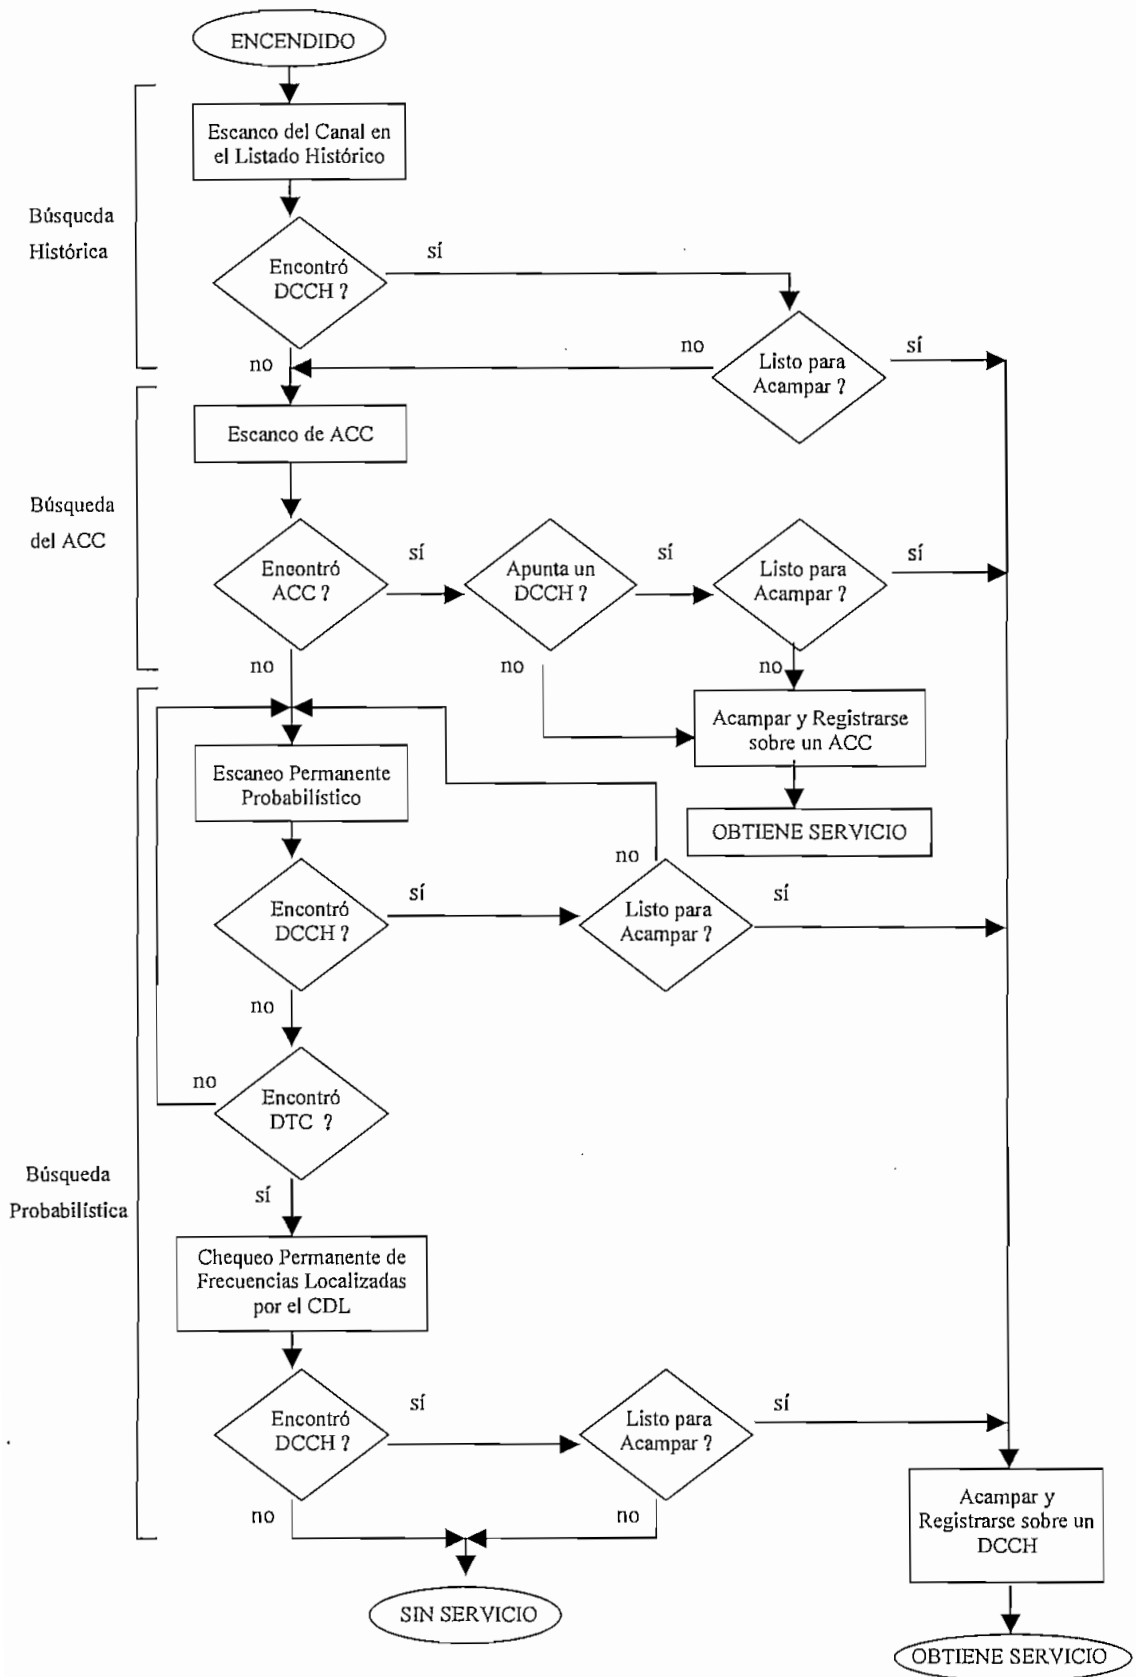 ENCENDIDO
Escaneo del Canal en
el Listado Histórico
Búsqueda
Histórica
sí
Encontró
DCCH ?
no
sí
Listo para
Acampar ?
no
Escaneo de ACC
Búsqueda
del ACC
Encontró
ACC ?
sí
Apunta un
DCCH ?
sí
Listo para
Acampar ?
sí
no
no
no
Acampar y Registrarse
sobre un ACC
Escaneo Permanente
Probabilístico
OBTIENE SERVICIO
no
Encontró
DCCH ?
sí
Listo para
Acampar ?
sí
no
no
Encontró
DTC ?
Búsqueda
Probabilística
sí
Chequeo Permanente de
Frecuencias Localizadas
por el CDL
Encontró
DCCH ?
sí
Listo para
Acampar ?
sí
no
no
Acampar y
Registrarse sobre un
DCCH
SIN SERVICIO
OBTIENE SERVICIO